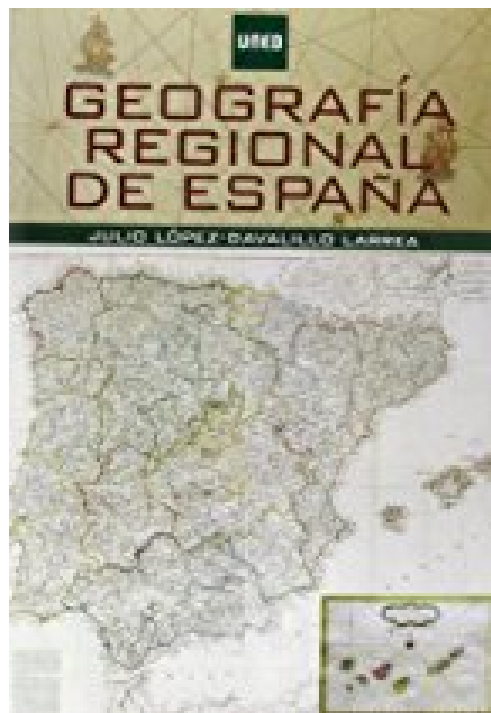 UNED
GEOGRAFÍA
REGIONAL
DE ESPAÑA
JULIO LÓPEZ-DAVALILLO LARREA